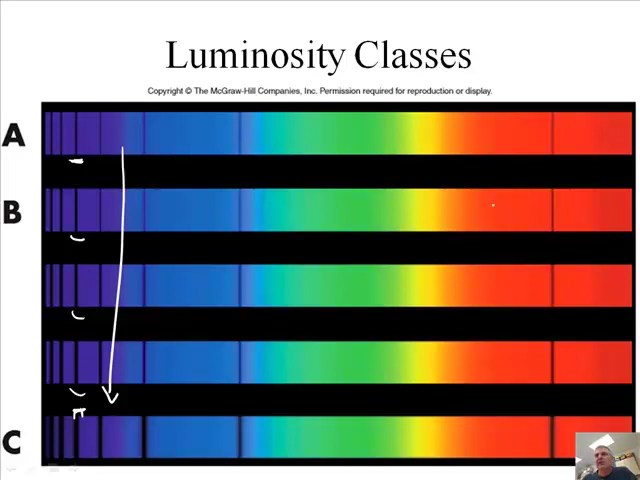 Luminosity Classes
Copyright © The McGraw-Hill Companies, Inc. Permission required for reproduction or display.
A
B
C